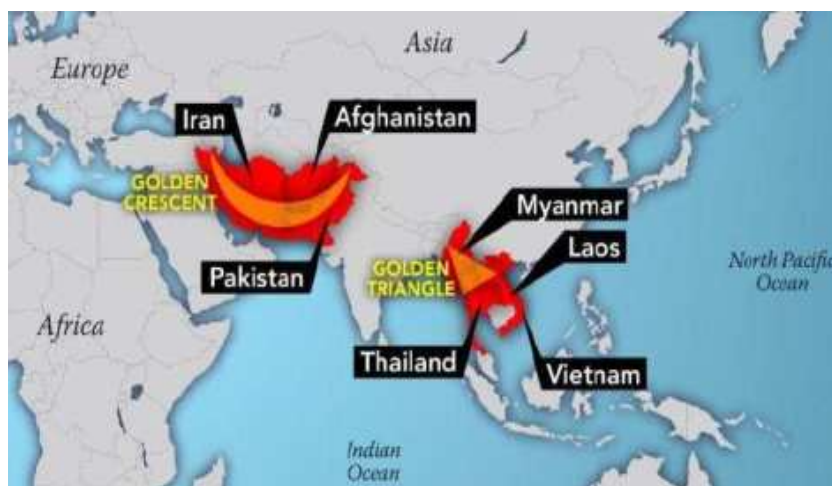 Asia
Europe
Iran
Afghanistan
GOLDEN
CRESCENT
Myanmar
Laos
Pakistan
GOLDEN
TRIANGLE
North Pacific
Ocean
Africa
Thailand
Vietnam
Indian
Ocean